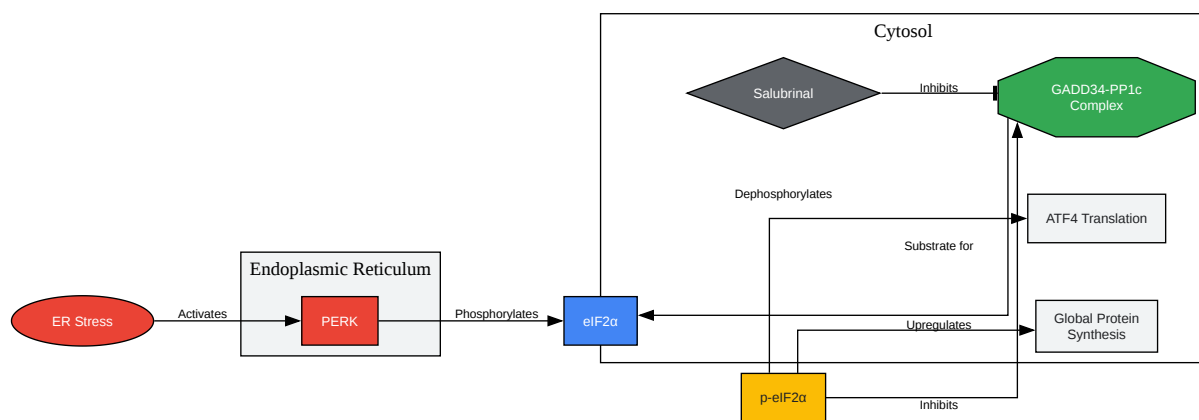 Cytosol
Salubrinal
Inhibits
GADD34-PP1c
Complex
Dephosphorylates
ATF4 Translation
Substrate for
Endoplasmic Reticulum
ER Stress
Activates
PERK
Phosphorylates
eIF2α
Upregulates
Global Protein
Synthesis
p-eIF2α
Inhibits